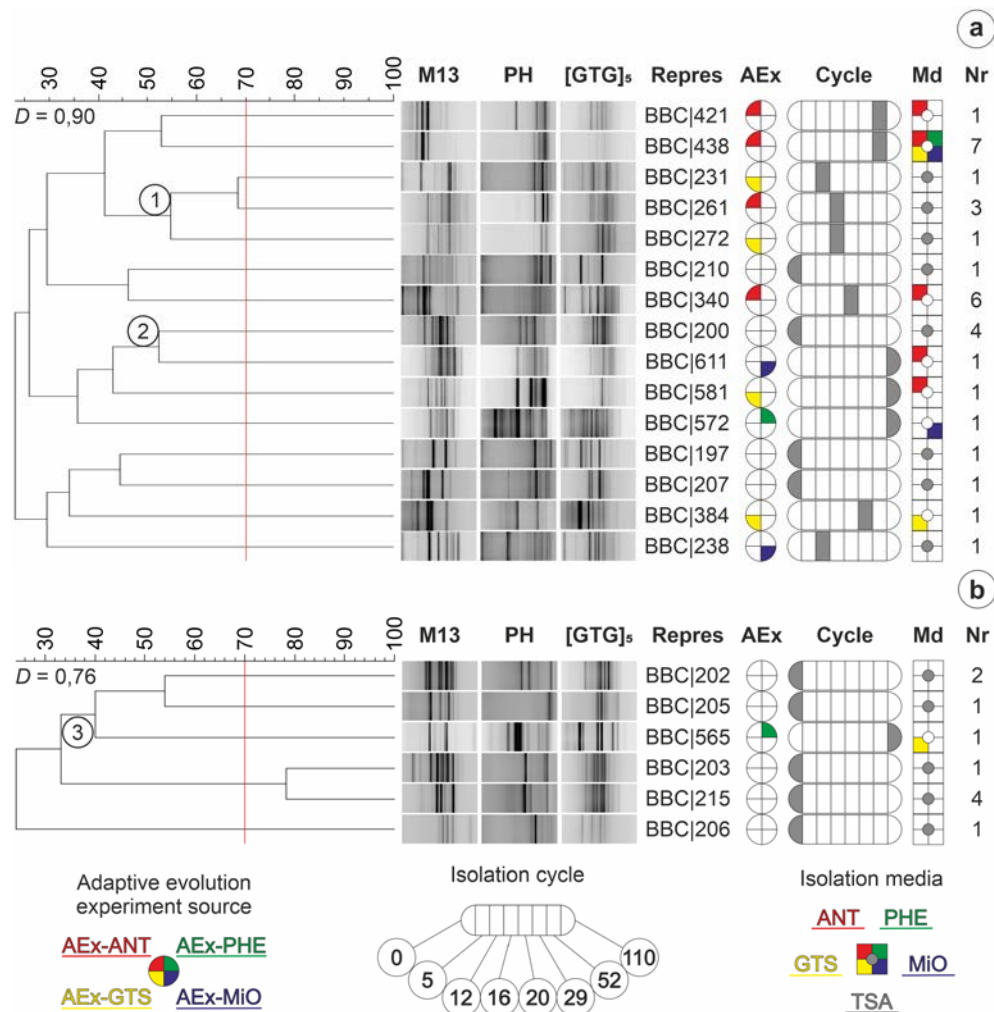 a
30 40 50 60 70 80 90 100 M13 PH [GTG]₅ Repres AEx Cycle Md Nr
D = 0,90
BBC|421 1
BBC|438 7
BBC|231 1
1 BBC|261 3
BBC|272 1
BBC|210 1
BBC|340 6
2 BBC|200 4
BBC|611 1
BBC|581 1
BBC|572 1
BBC|197 1
BBC|207 1
BBC|384 1
BBC|238 1
b
30 40 50 60 70 80 90 100 M13 PH [GTG]₅ Repres AEx Cycle Md Nr
D = 0,76
BBC|202 2
BBC|205 1
3 BBC|565 1
BBC|203 1
BBC|215 4
BBC|206 1
Adaptive evolution
experiment source
AEx-ANT AEx-PHE
AEx-GTS AEx-MiO
Isolation cycle
0 5 12 16 20 29 52 110
Isolation media
ANT PHE
GTS MiO
TSA